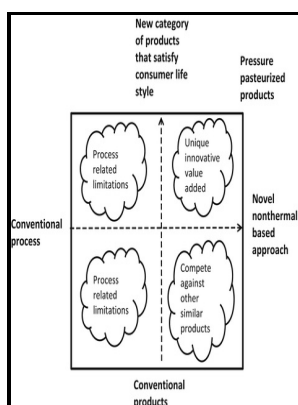 New category
of products
that satisfy
consumer life
style
Pressure
pasteurized
products
Process
related
limitations
Unique
innovative
value
added
Conventional
process
Novel
nonthermal
based
approach
Process
related
limitations
Compete
against
other
similar
products
Conventional
products